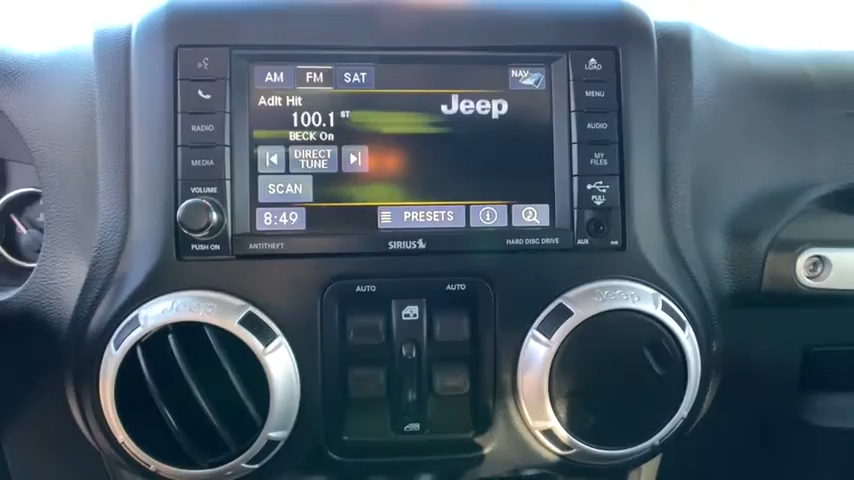 Jeep
LOAD
AM FM SAT NAV
MENU
Adlt Hit
100.1 ST
Jeep
RADIO
AUDIO
BECK On
MEDIA
DIRECT TUNE
MY FILES
SCAN
VOLUME
PULL
8:49 PRESETS i
PUSH ON
ANTITHEFT
SIRIUS
HARD DISC DRIVE
AUX
AUTO AUTO
Jeep
Jeep